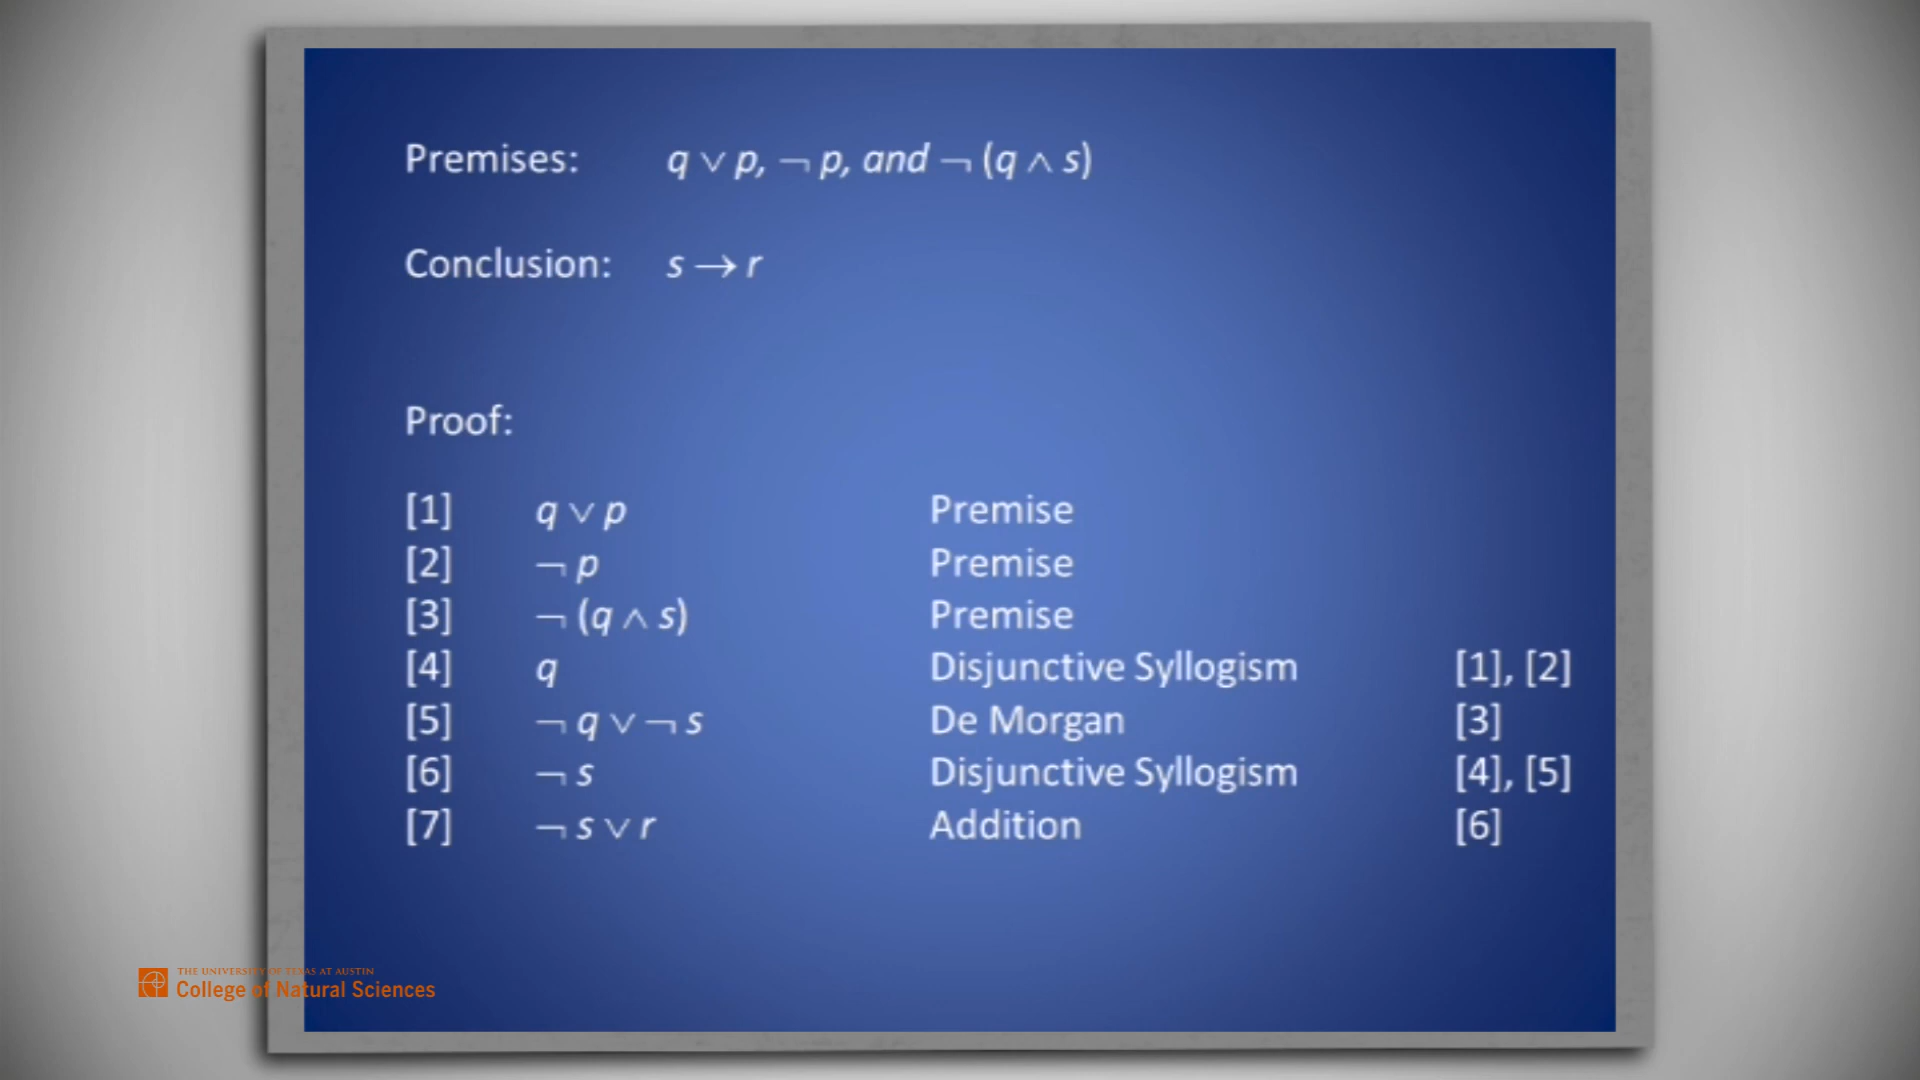 Premises: q ∨ p, ¬ p, and ¬ (q ∧ s)
Conclusion: s → r
Proof:
[1] q ∨ p Premise
[2] ¬ p Premise
[3] ¬ (q ∧ s) Premise
[4] q Disjunctive Syllogism [1], [2]
[5] ¬ q ∨ ¬ s De Morgan [3]
[6] ¬ s Disjunctive Syllogism [4], [5]
[7] ¬ s ∨ r Addition [6]
THE UNIVERSITY OF TEXAS AT AUSTIN
College of Natural Sciences